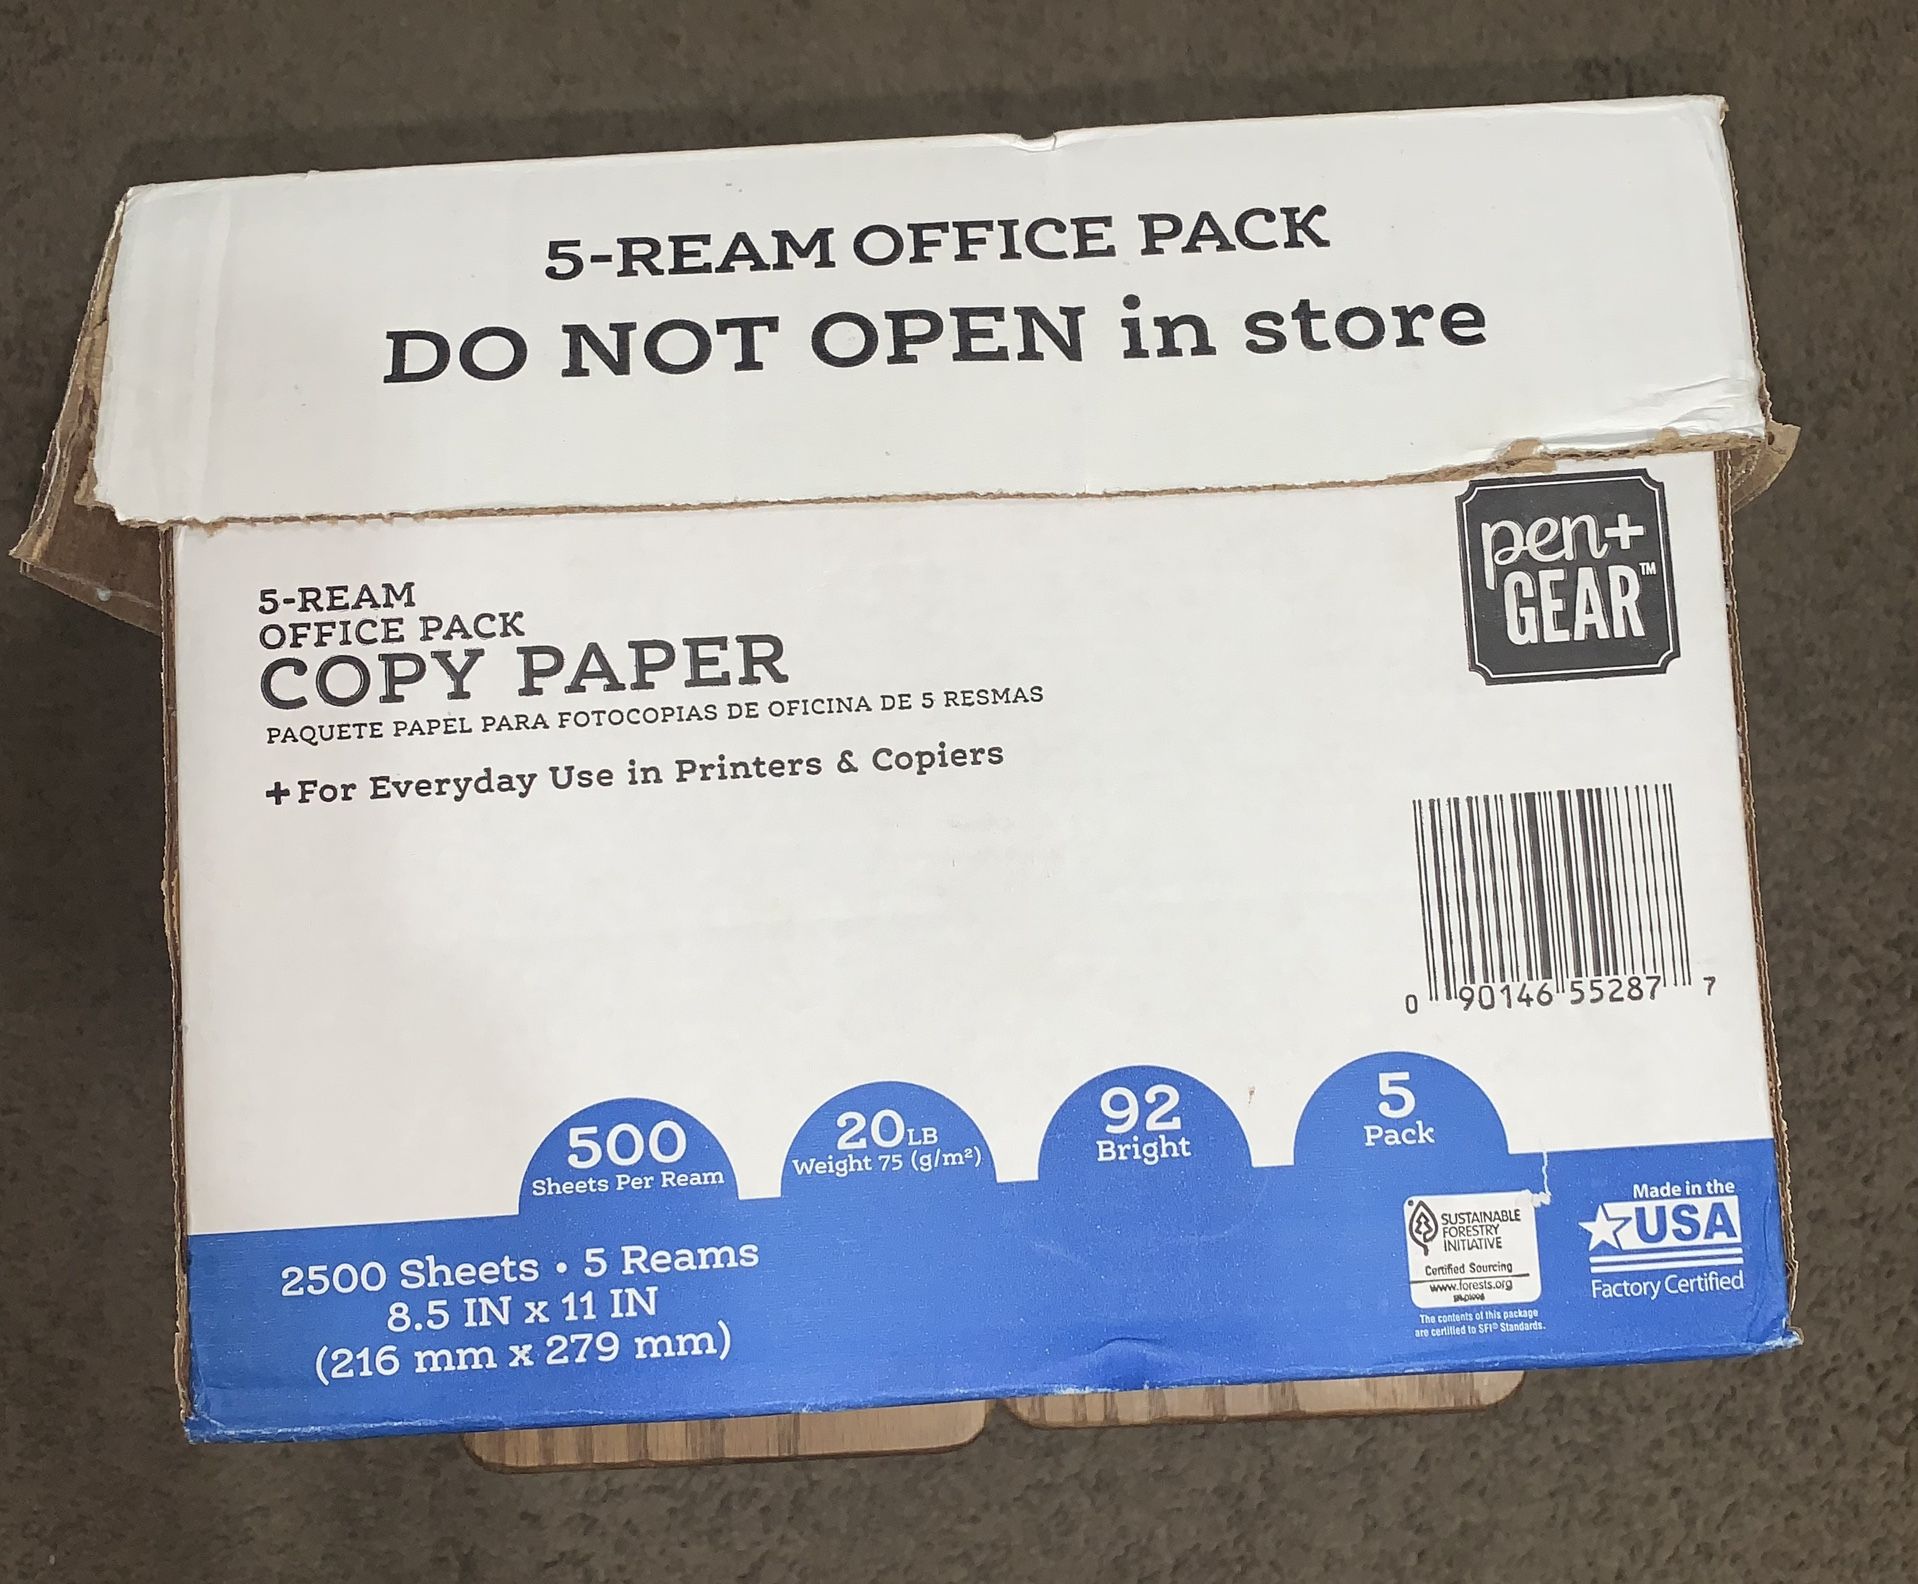 5-REAM OFFICE PACK
DO NOT OPEN in store
pen+
GEAR™
5-REAM
OFFICE PACK
COPY PAPER
PAQUETE PAPEL PARA FOTOCOPIAS DE OFICINA DE 5 RESMAS
+For Everyday Use in Printers & Copiers
0 90146 55287 7
500
Sheets Per Ream
20LB
Weight 75 (g/m²)
92
Bright
5
Pack
2500 Sheets • 5 Reams
8.5 IN x 11 IN
(216 mm x 279 mm)
SUSTAINABLE
FORESTRY
INITIATIVE
Certified Sourcing
www.forests.org
The contents of this package
are certified to SFI® Standards.
Made in the
USA
Factory Certified